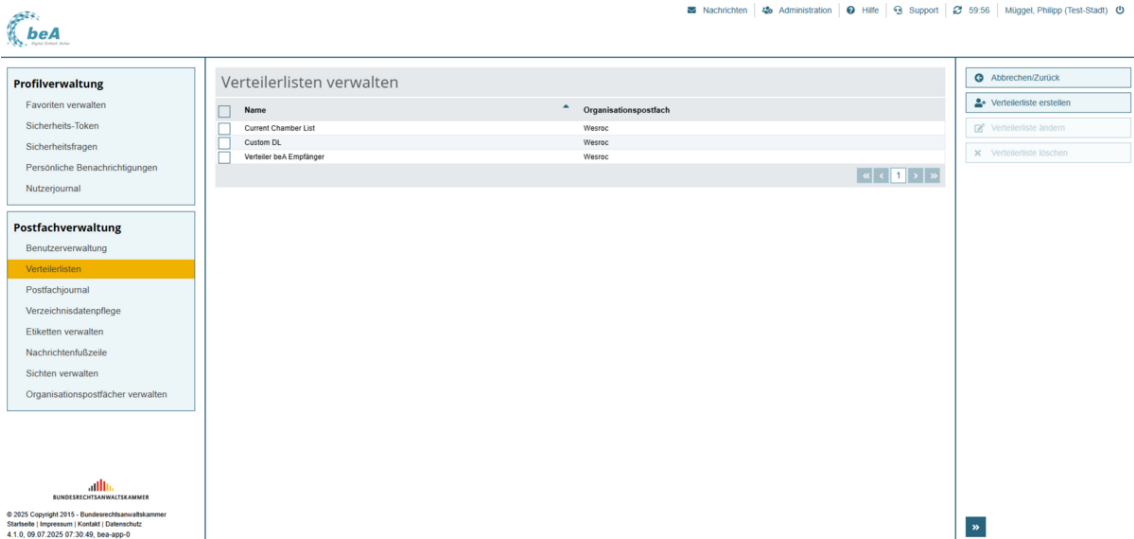 Nachrichten Administration Hilfe Support 59:56 Müggel, Philipp (Test-Stadt)
beA
Digital. Einfach. Sicher.
Profilverwaltung
Favoriten verwalten
Sicherheits-Token
Sicherheitsfragen
Persönliche Benachrichtigungen
Nutzerjournal
Postfachverwaltung
Benutzerverwaltung
Verteilerlisten
Postfachjournal
Verzeichnisdatenpflege
Etiketten verwalten
Nachrichtenfußzeile
Sichten verwalten
Organisationspostfächer verwalten
BUNDESRECHTSANWALTSKAMMER
© 2025 Copyright 2015 - Bundesrechtsanwaltskammer
Startseite | Impressum | Kontakt | Datenschutz
4.1.0, 09.07.2025 07:30:49, bea-app-0
Verteilerlisten verwalten
Name Organisationspostfach
Current Chamber List Wesroc
Custom DL Wesroc
Verteiler beA Empfänger Wesroc
« ‹ 1 › »
Abbrechen/Zurück
Verteilerliste erstellen
Verteilerliste ändern
Verteilerliste löschen
»